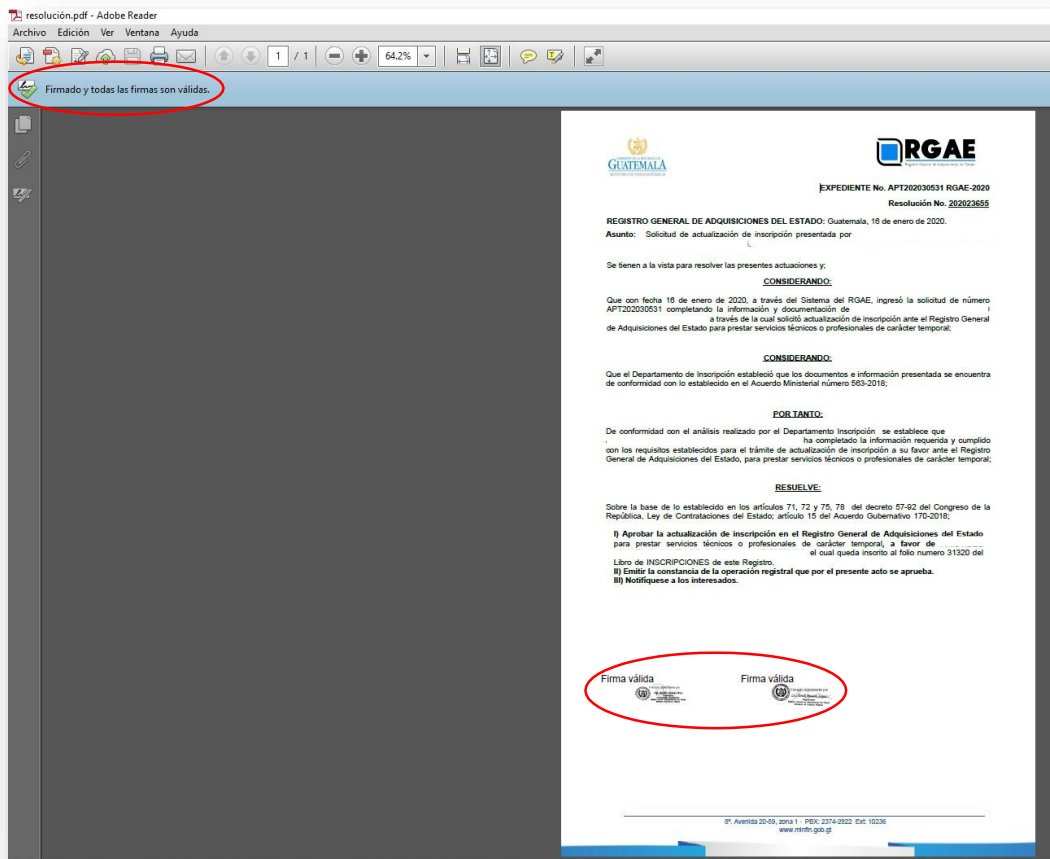 resolución.pdf - Adobe Reader
Archivo Edición Ver Ventana Ayuda
1 / 1 64,2%
Firmado y todas las firmas son válidas.
GUATEMALA
RGAE
EXPEDIENTE No. APT202030531 RGAE-2020
Resolución No. 202023655
REGISTRO GENERAL DE ADQUISICIONES DEL ESTADO: Guatemala, 16 de enero de 2020.
Asunto: Solicitud de actualización de inscripción presentada por
Se tienen a la vista para resolver las presentes actuaciones y;
CONSIDERANDO:
Que con fecha 16 de enero de 2020, a través del Sistema del RGAE, ingresó la solicitud de número
APT202030531 completando la información y documentación de
a través de la cual solicitó actualización de inscripción ante el Registro General
de Adquisiciones del Estado para prestar servicios técnicos o profesionales de carácter temporal;
CONSIDERANDO:
Que el Departamento de Inscripción estableció que los documentos e información presentada se encuentra
de conformidad con lo establecido en el Acuerdo Ministerial número 563-2018;
POR TANTO:
De conformidad con el análisis realizado por el Departamento Inscripción se establece que
ha completado la información requerida y cumplido
con los requisitos establecidos para el trámite de actualización de inscripción a su favor ante el Registro
General de Adquisiciones del Estado, para prestar servicios técnicos o profesionales de carácter temporal;
RESUELVE:
Sobre la base de lo establecido en los artículos 71, 72 y 75, 78 del decreto 57-92 del Congreso de la
República, Ley de Contrataciones del Estado; artículo 15 del Acuerdo Gubernativo 170-2018;
I) Aprobar la actualización de inscripción en el Registro General de Adquisiciones del Estado
para prestar servicios técnicos o profesionales de carácter temporal, a favor de
el cual queda inscrito al folio numero 31320 del
Libro de INSCRIPCIONES de este Registro.
II) Emitir la constancia de la operación registral que por el presente acto se aprueba.
III) Notifíquese a los interesados.
Firma válida Firma válida
8ª. Avenida 20-59, zona 1 - PBX: 2374-2822 Ext: 10236
www.minfin.gob.gt